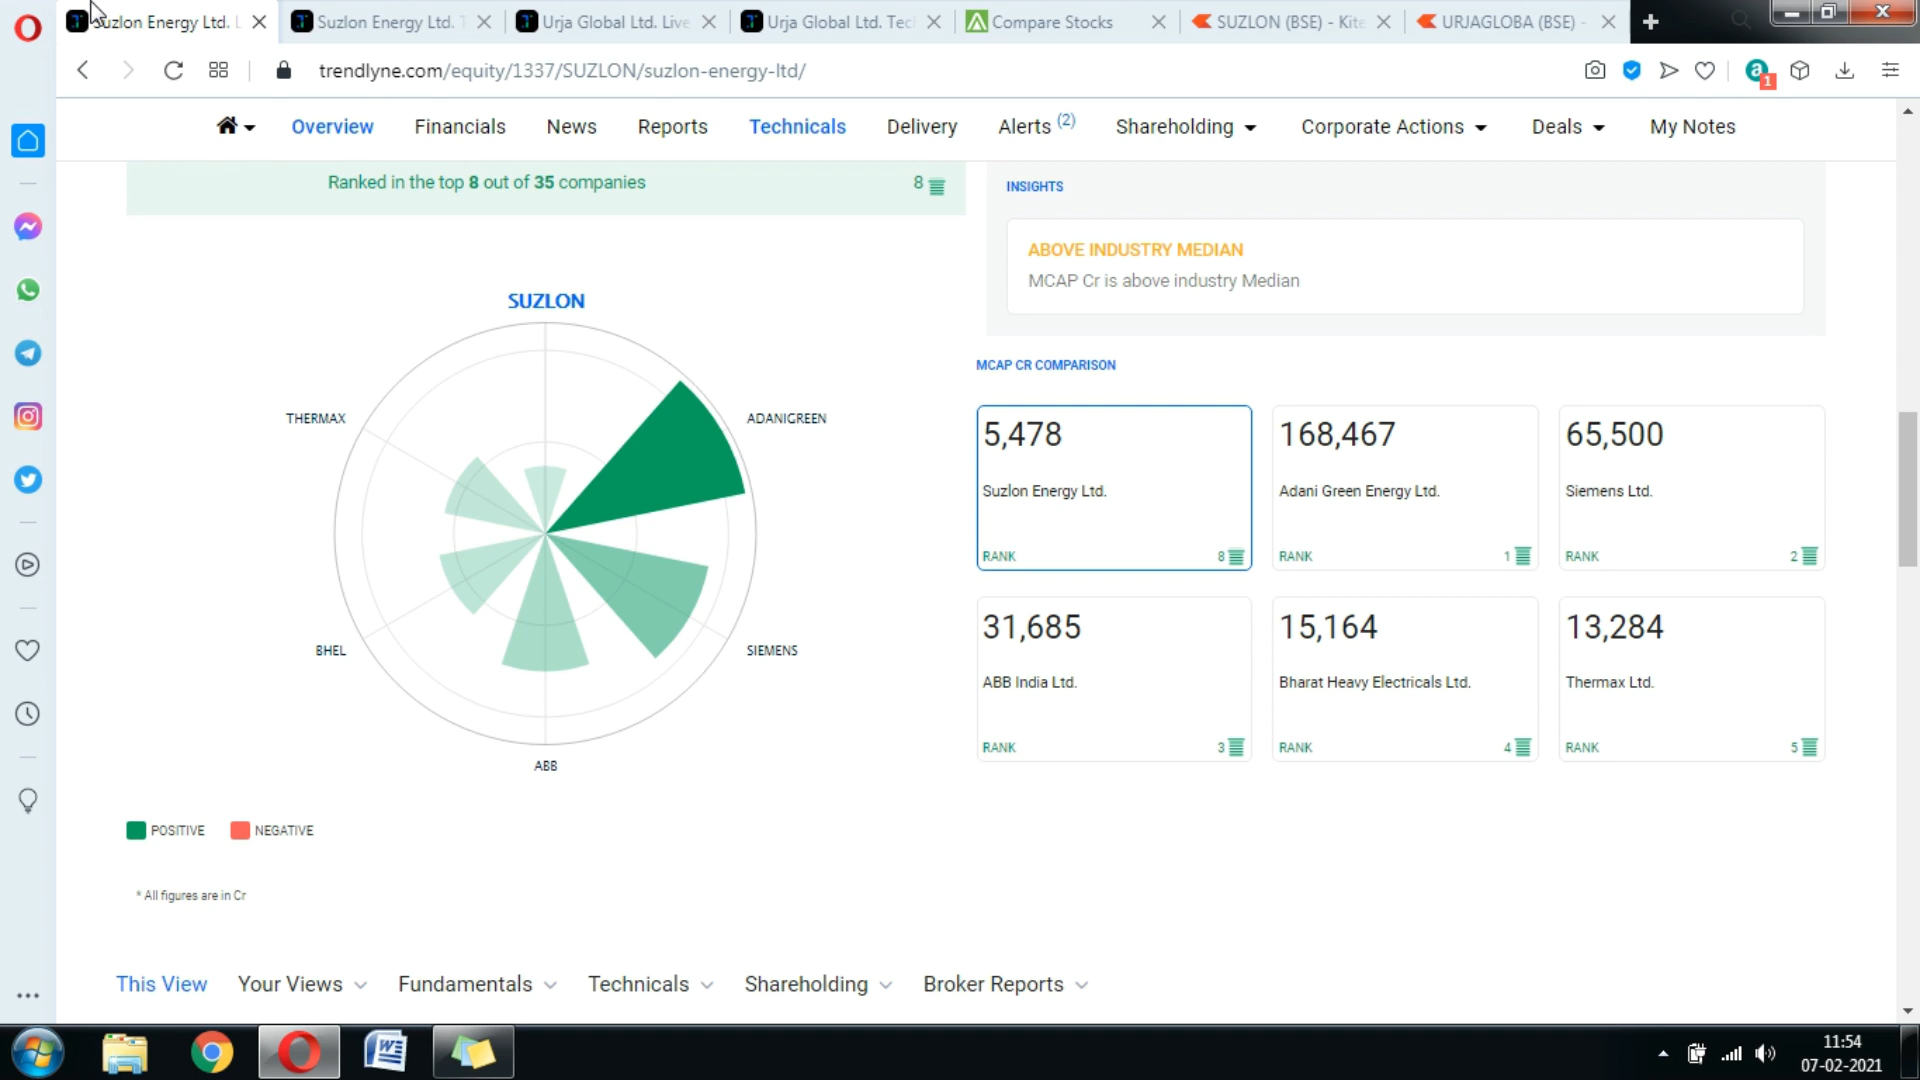 Suzlon Energy Ltd. L
Suzlon Energy Ltd. T
Urja Global Ltd. Live
Urja Global Ltd. Tec
Compare Stocks
SUZLON (BSE) - Kite
URJAGLOBA (BSE) -
trendlyne.com/equity/1337/SUZLON/suzlon-energy-ltd/
a
1
Overview
Financials
News
Reports
Technicals
Delivery
Alerts (2)
Shareholding
Corporate Actions
Deals
My Notes
Ranked in the top 8 out of 35 companies
8
INSIGHTS
ABOVE INDUSTRY MEDIAN
MCAP Cr is above industry Median
SUZLON
THERMAX
ADANIGREEN
BHEL
SIEMENS
ABB
MCAP CR COMPARISON
5,478
Suzlon Energy Ltd.
RANK
8
168,467
Adani Green Energy Ltd.
RANK
1
65,500
Siemens Ltd.
RANK
2
31,685
ABB India Ltd.
RANK
3
15,164
Bharat Heavy Electricals Ltd.
RANK
4
13,284
Thermax Ltd.
RANK
5
POSITIVE
NEGATIVE
* All figures are in Cr
This View
Your Views
Fundamentals
Technicals
Shareholding
Broker Reports
11:54
07-02-2021